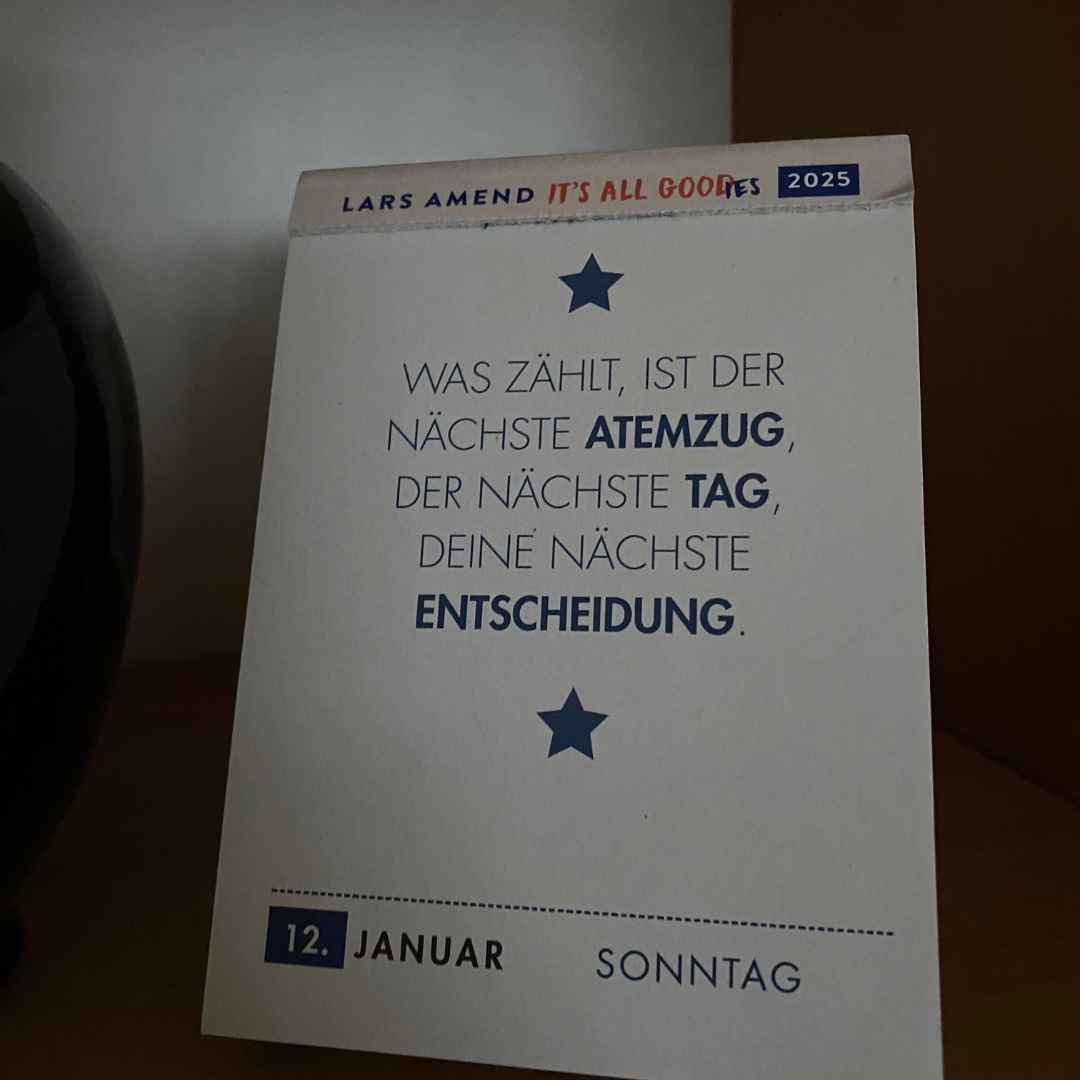 LARS AMEND IT'S ALL GOODIES 2025
WAS ZÄHLT, IST DER
NÄCHSTE ATEMZUG,
DER NÄCHSTE TAG,
DEINE NÄCHSTE
ENTSCHEIDUNG.
12. JANUAR SONNTAG